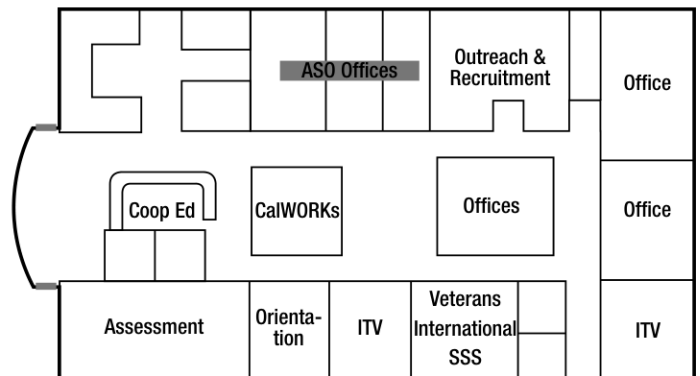 ASO Offices
Outreach &
Recruitment
Office
Coop Ed
CalWORKs
Offices
Office
Assessment
Orienta-
tion
ITV
Veterans
International
SSS
ITV